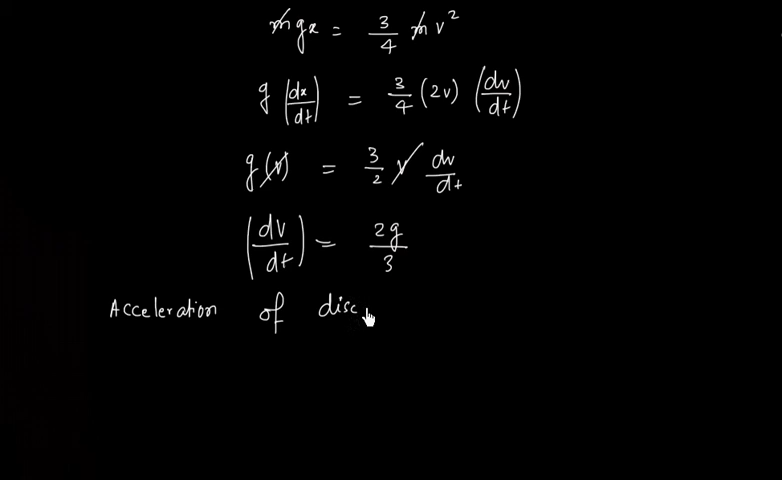 mgx = 3/4 mv²
g (dx/dt) = 3/4 (2v) (dv/dt)
g(v) = 3/2 v dv/dt
(dv/dt) = 2g/3
Acceleration of disc